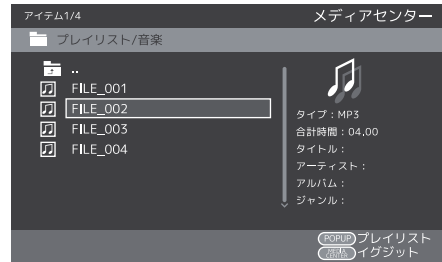 アイテム1/4
メディアセンター
プレイリスト/音楽
..
FILE_001
FILE_002
FILE_003
FILE_004
タイプ：MP3
合計時間：04,00
タイトル：
アーティスト：
アルバム：
ジャンル：
POPUP プレイリスト
MEDIA CENTER イグジット